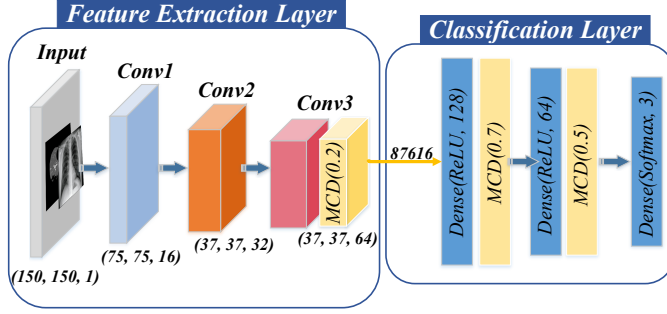 Feature Extraction Layer
Input
Conv1
Conv2
Conv3
MCD(0.2)
(150, 150, 1)
(75, 75, 16)
(37, 37, 32)
(37, 37, 64)
87616
Classification Layer
Dense(ReLU, 128)
MCD(0.7)
Dense(ReLU, 64)
MCD(0.5)
Dense(Softmax, 3)